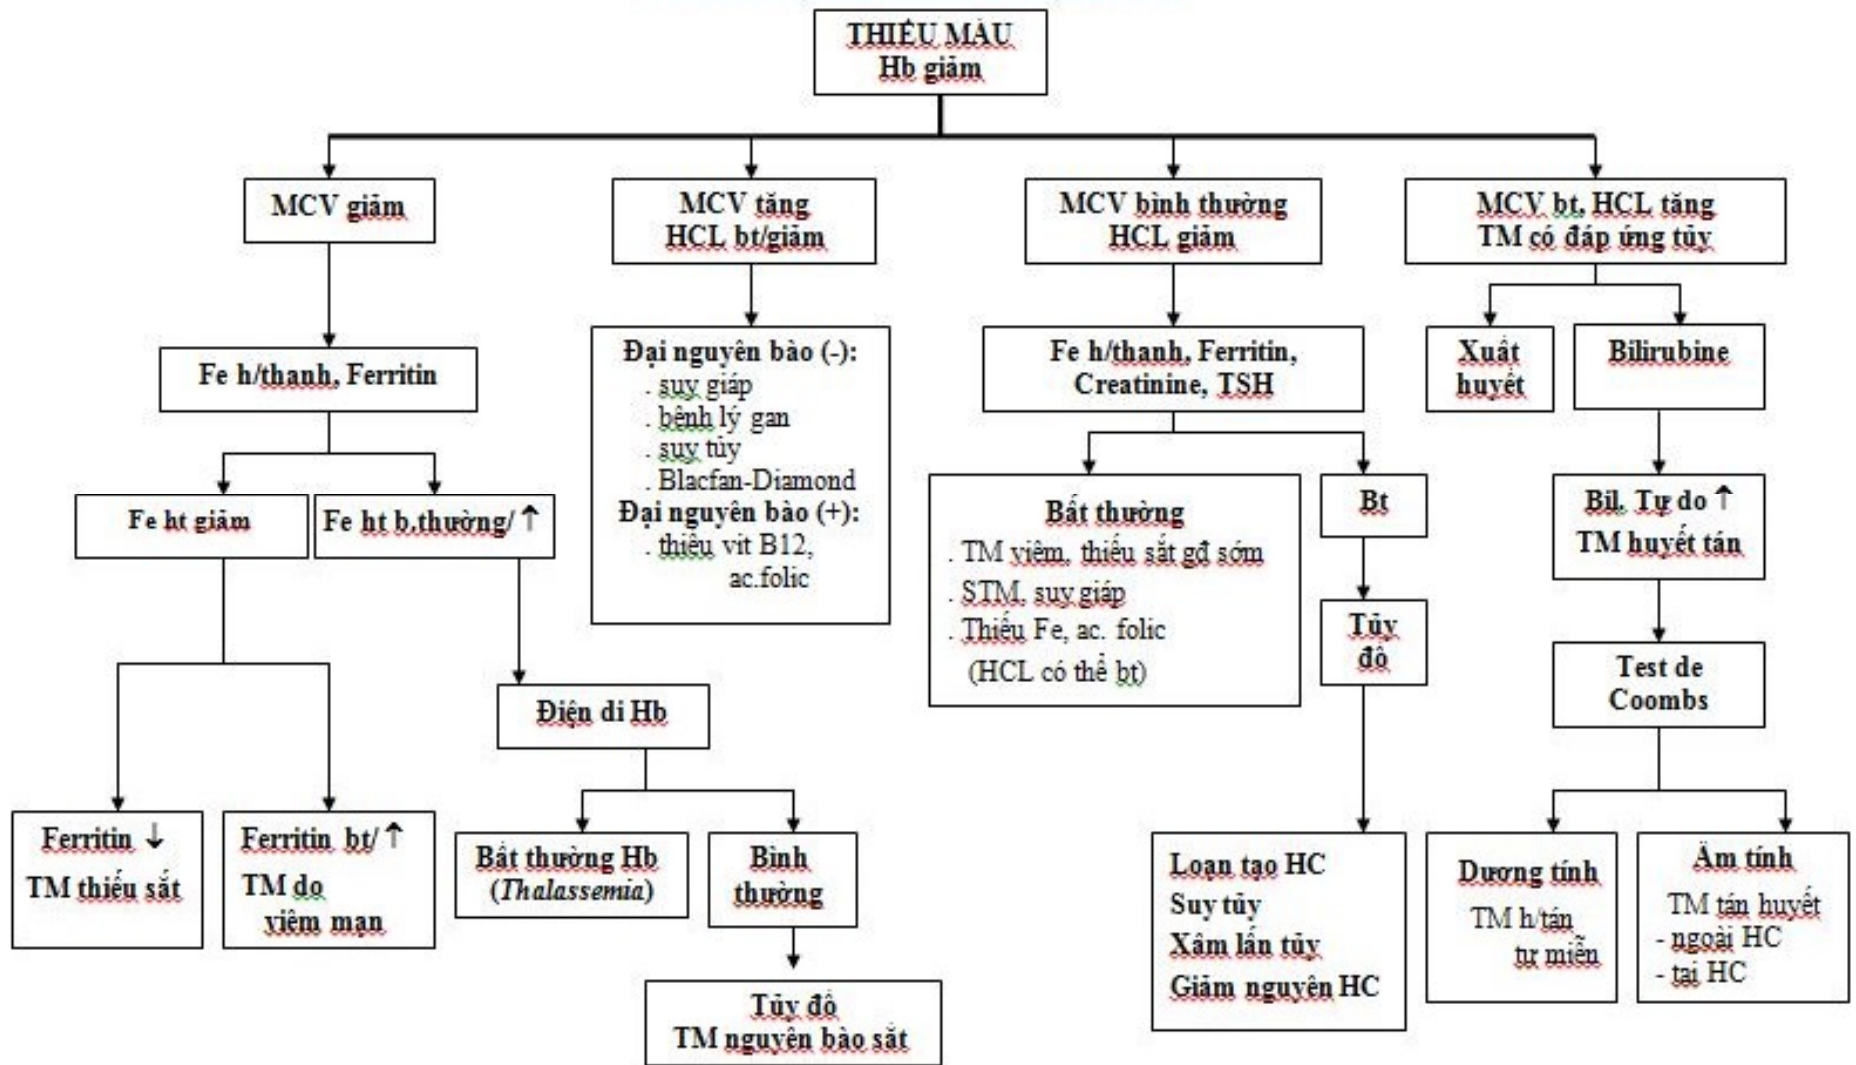 THIẾU MÁU
Hb giảm
MCV giảm
MCV tăng
HCL bt/giảm
MCV bình thường
HCL giảm
MCV bt, HCL tăng
TM có đáp ứng tủy
Fe h/thanh, Ferritin
Đại nguyên bào (-):
. suy giáp
. bệnh lý gan
. suy tủy
. Blacfan-Diamond
Đại nguyên bào (+):
. thiếu vit B12,
ac.folic
Fe h/thanh, Ferritin,
Creatinine, TSH
Xuất
huyết
Bilirubine
Fe ht giảm
Fe ht b.thường/ ↑
Bất thường
. TM viêm, thiếu sắt gđ sớm
. STM, suy giáp
. Thiếu Fe, ac. folic
(HCL có thể bt)
Bt
Bil. Tự do ↑
TM huyết tán
Tủy
đồ
Test de
Coombs
Điện di Hb
Ferritin ↓
TM thiếu sắt
Ferritin bt/ ↑
TM do
viêm mạn
Bất thường Hb
(Thalassemia)
Bình
thường
Loạn tạo HC
Suy tủy
Xâm lấn tủy
Giảm nguyên HC
Dương tính
TM h/tán
tự miễn
Âm tính
TM tán huyết
- ngoài HC
- tại HC
Tủy đồ
TM nguyên bào sắt